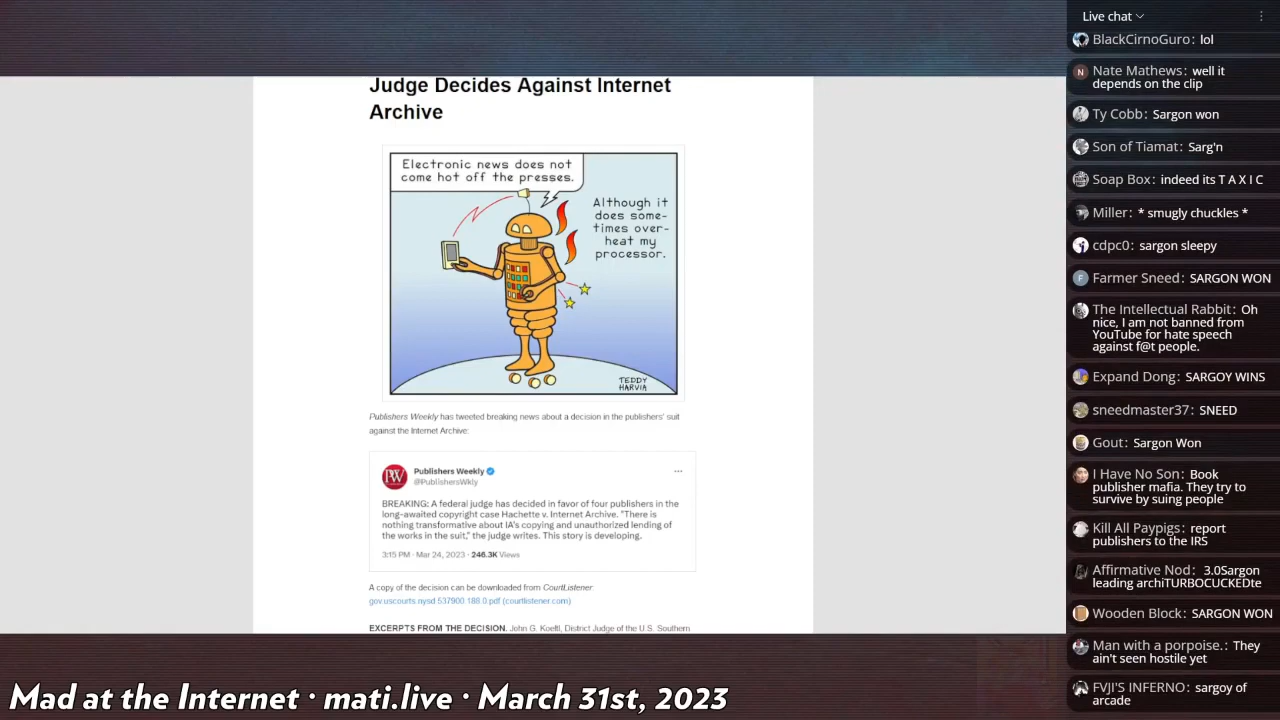 Judge Decides Against Internet
Archive
Electronic news does not
come hot off the presses.
Although it
does some-
times over-
heat my
processor.
TEDDY
HARVIA
Publishers Weekly has tweeted breaking news about a decision in the publishers' suit
against the Internet Archive:
PW
Publishers Weekly
@PublishersWkly
BREAKING: A federal judge has decided in favor of four publishers in the
long-awaited copyright case Hachette v. Internet Archive. "There is
nothing transformative about IA's copying and unauthorized lending of
the works in the suit," the judge writes. This story is developing.
3:15 PM · Mar 24, 2023 · 246.3K Views
A copy of the decision can be downloaded from CourtListener
gov.uscourts.nysd.537900.188.0.pdf (courtlistener.com)
EXCERPTS FROM THE DECISION. John G. Koeltl, District Judge of the U.S. Southern
Live chat
BlackCirnoGuro: lol
N
Nate Mathews: well it
depends on the clip
Ty Cobb: Sargon won
Son of Tiamat: Sarg'n
Soap Box: indeed its T A X I C
Miller: * smugly chuckles *
cdpc0: sargon sleepy
F
Farmer Sneed: SARGON WON
The Intellectual Rabbit: Oh
nice, I am not banned from
YouTube for hate speech
against f@t people.
Expand Dong: SARGOY WINS
snedmaster37: SNEED
Gout: Sargon Won
I Have No Son: Book
publisher mafia. They try to
survive by suing people
Kill All Paypigs: report
publishers to the IRS
Affirmative Nod: 3.0Sargon
leading archiTURBOCUCKEDte
Wooden Block: SARGON WON
Man with a porpoise.: They
ain't seen hostile yet
FVJI'S INFERNO: sargoy of
arcade
Mad at the Internet · mati.live · March 31st, 2023